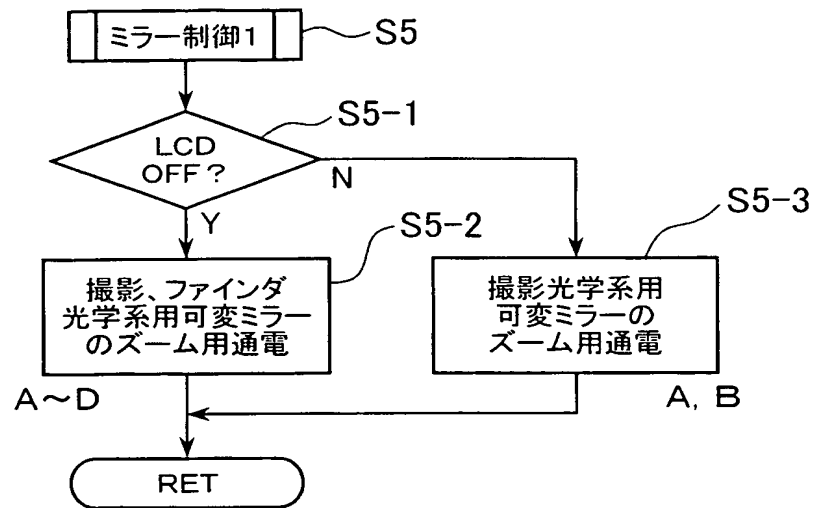 ミラー制御1
S5
S5-1
LCD
OFF?
N
Y
S5-2
S5-3
撮影、ファインダ
光学系用可変ミラー
のズーム用通電
撮影光学系用
可変ミラーの
ズーム用通電
A～D
A, B
RET